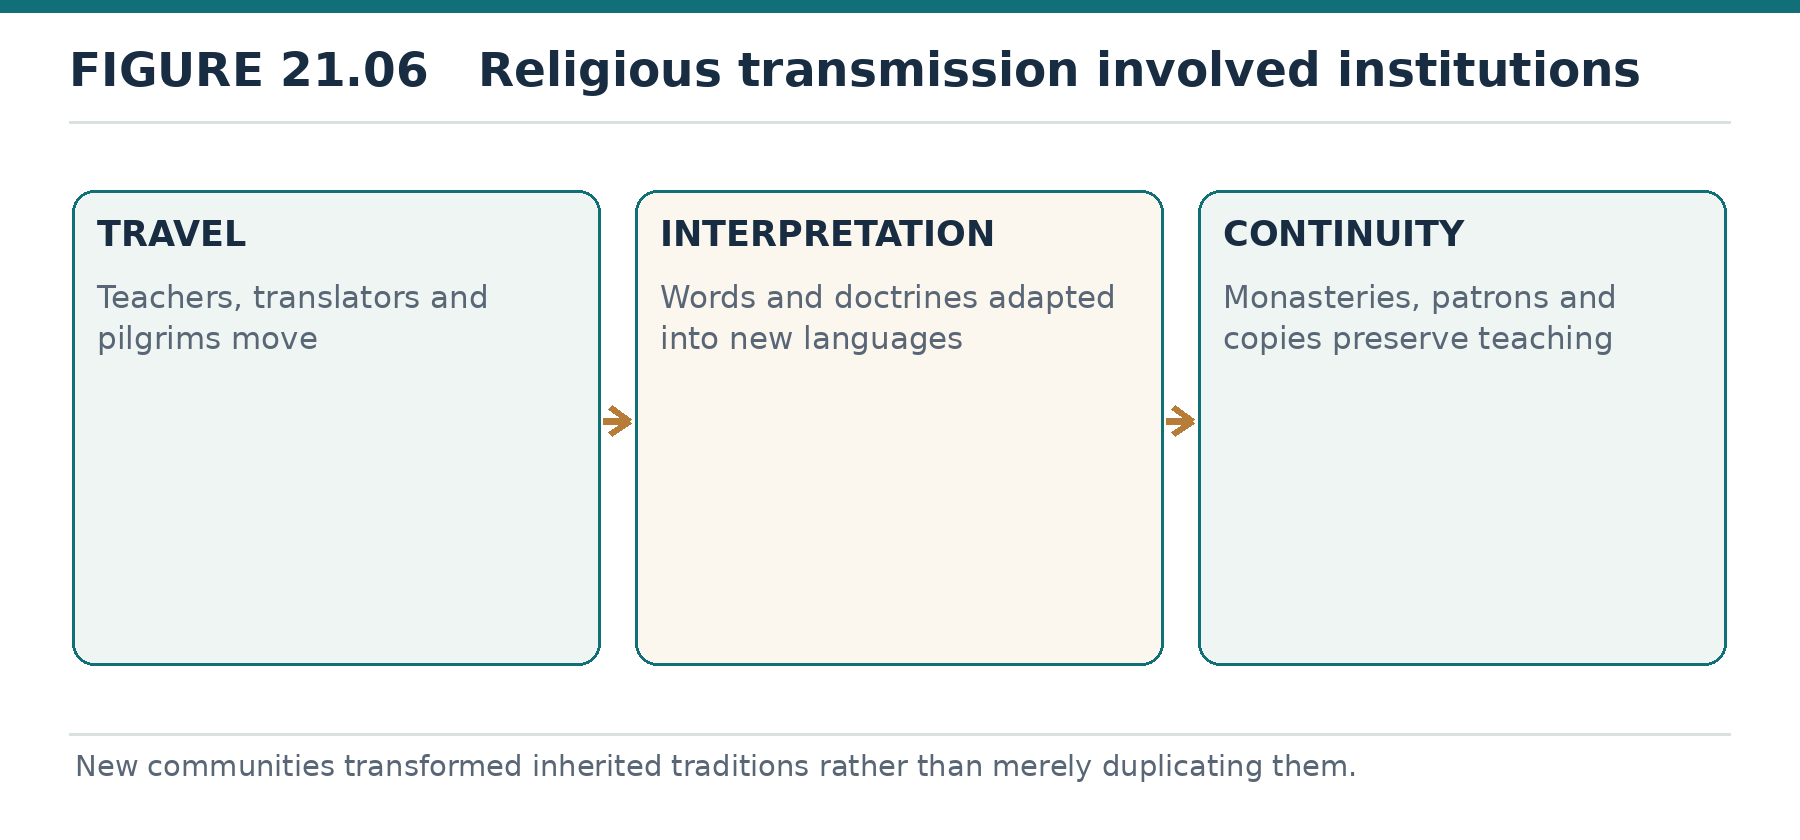 FIGURE 21.06 Religious transmission involved institutions
TRAVEL
Teachers, translators and
pilgrims move
INTERPRETATION
Words and doctrines adapted
into new languages
CONTINUITY
Monasteries, patrons and
copies preserve teaching
New communities transformed inherited traditions rather than merely duplicating them.